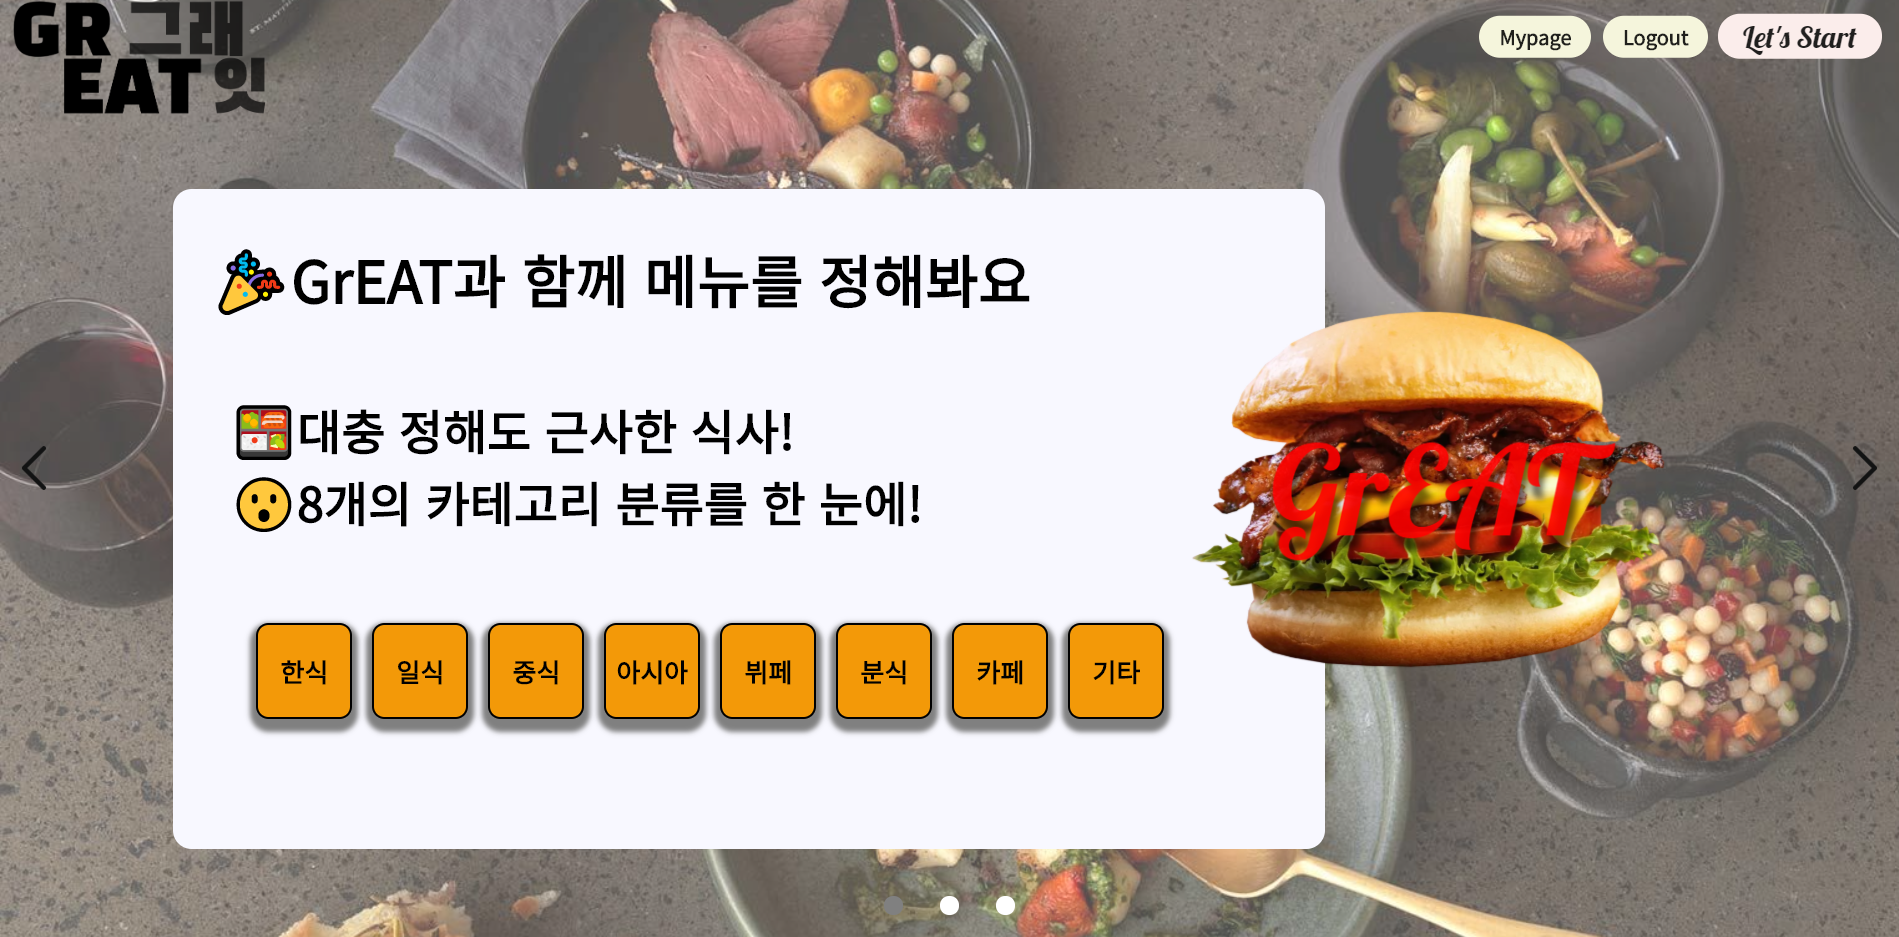 GR 그래
EAT 잇
Mypage
Logout
Let's Start
GrEAT과 함께 메뉴를 정해봐요
대충 정해도 근사한 식사!
8개의 카테고리 분류를 한 눈에!
GrEAT
한식
일식
중식
아시아
뷔페
분식
카페
기타